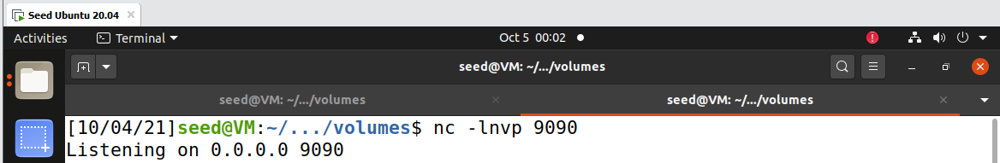 Seed Ubuntu 20.04
Activities Terminal Oct 5 00:02
seed@VM: ~/.../volumes
seed@VM: ~/.../volumes seed@VM: ~/.../volumes
[10/04/21]seed@VM:~/.../volumes$ nc -lnvp 9090
Listening on 0.0.0.0 9090